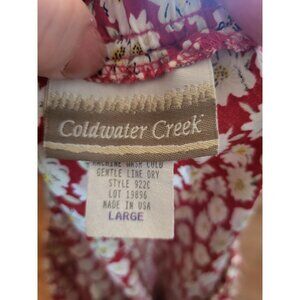 Coldwater Creek
MACHINE WASH COLD
GENTLE LINE DRY
STYLE 922C
LOT 19896
MADE IN USA
LARGE